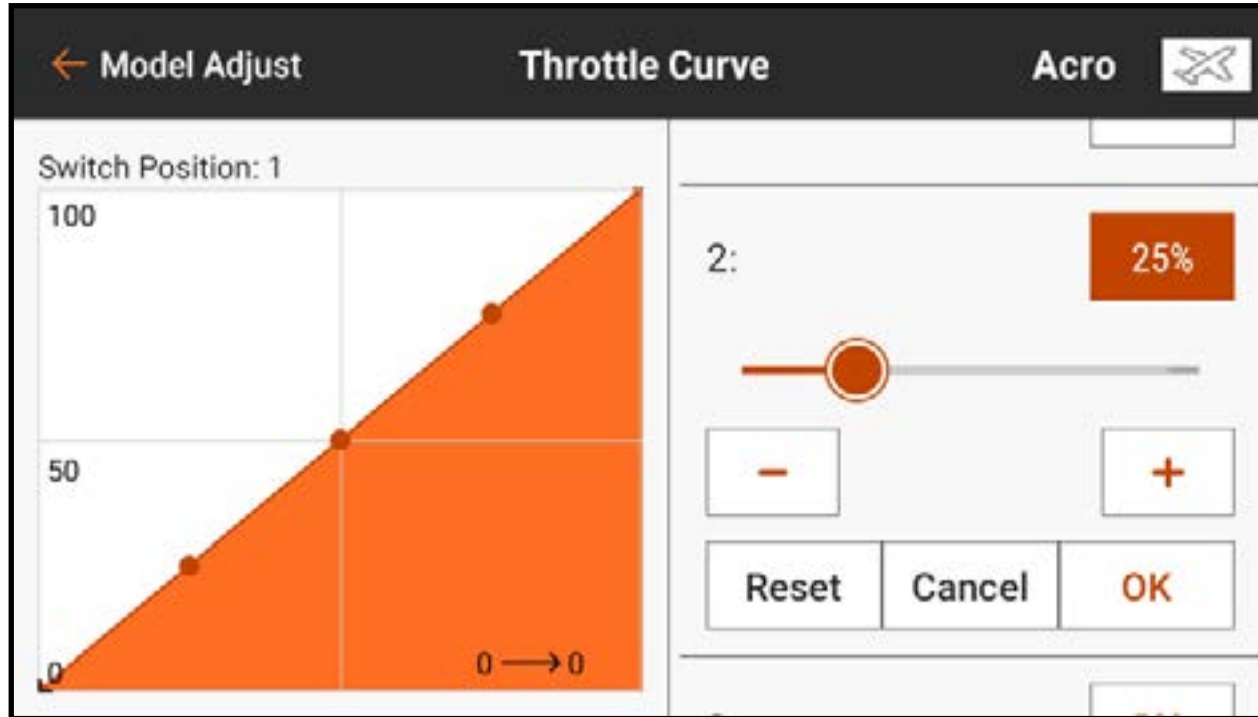 ← Model Adjust
Throttle Curve
Acro
Switch Position: 1
100
50
0
0 → 0
2:
25%
−
+
Reset
Cancel
OK